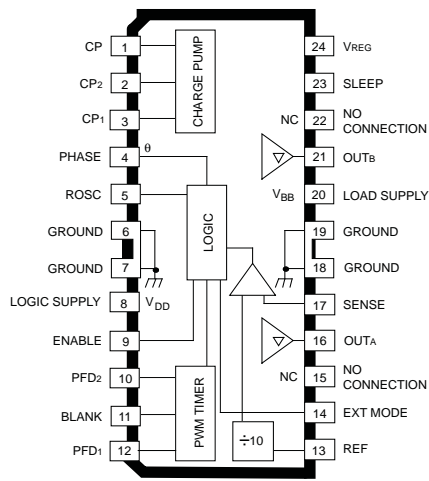 CP 1
CP2 2
CP1 3
PHASE 4 θ
ROSC 5
GROUND 6
GROUND 7
LOGIC SUPPLY 8 VDD
ENABLE 9
PFD2 10
BLANK 11
PFD1 12
CHARGE PUMP
LOGIC
PWM TIMER
÷10
24 VREG
23 SLEEP
NC 22 NO
CONNECTION
21 OUTB
VBB 20 LOAD SUPPLY
19 GROUND
18 GROUND
17 SENSE
16 OUTA
NC 15 NO
CONNECTION
14 EXT MODE
13 REF